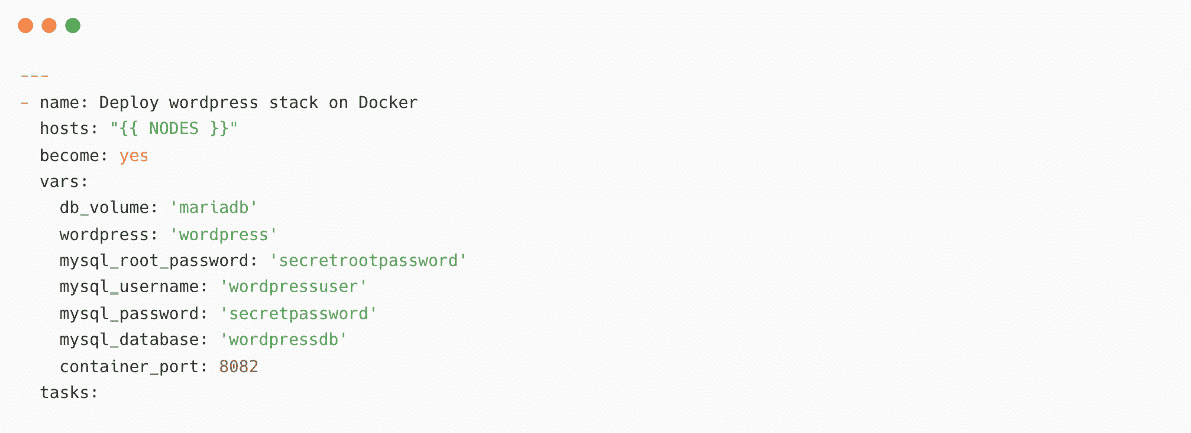 ---
- name: Deploy wordpress stack on Docker
  hosts: "{{ NODES }}"
  become: yes
  vars:
    db_volume: 'mariadb'
    wordpress: 'wordpress'
    mysql_root_password: 'secretrootpassword'
    mysql_username: 'wordpressuser'
    mysql_password: 'secretpassword'
    mysql_database: 'wordpressdb'
    container_port: 8082
  tasks: